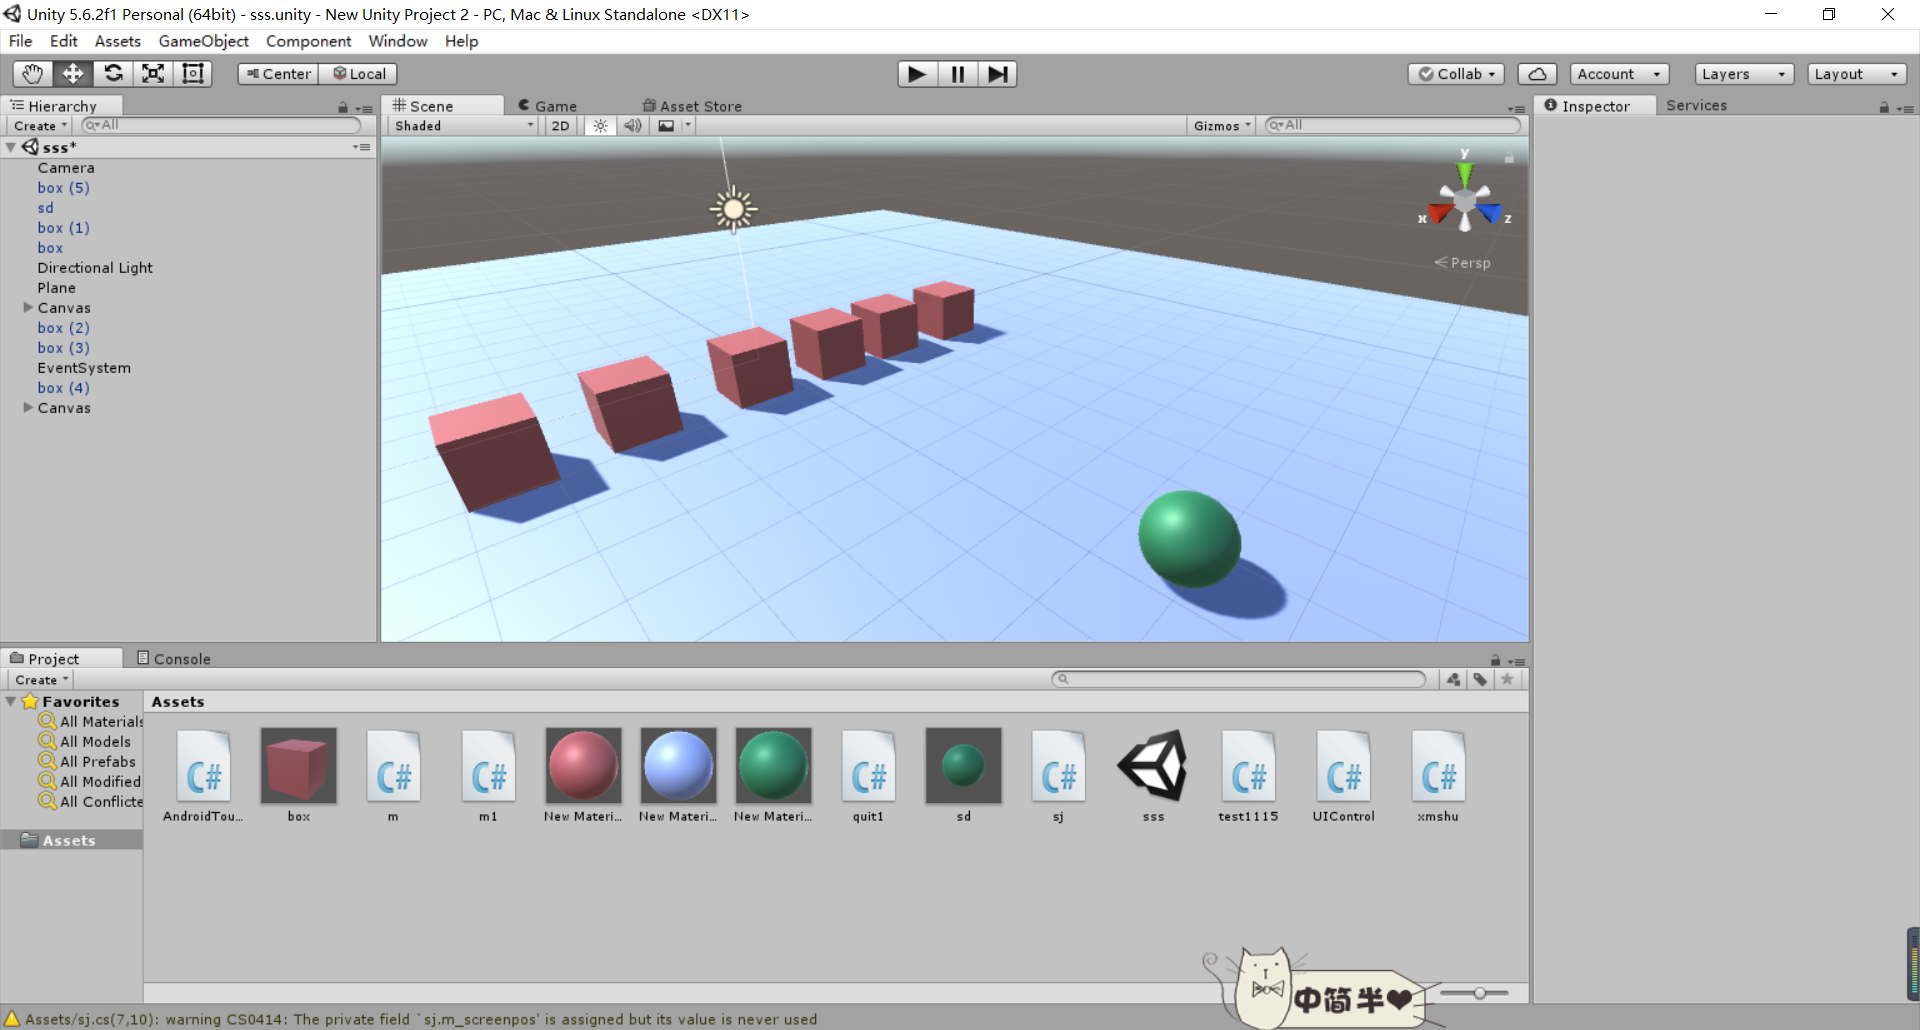 Unity 5.6.2f1 Personal (64bit) - sss.unity - New Unity Project 2 - PC, Mac & Linux Standalone <DX11>
File Edit Assets GameObject Component Window Help
Center Local Collab Account Layers Layout
Hierarchy Scene Game Asset Store Inspector Services
Create All Shaded 2D Gizmos All
sss*
Camera
box (5)
sd
box (1)
box
Directional Light
Plane
Canvas
box (2)
box (3)
EventSystem
box (4)
Canvas
y
x z
Persp
Project Console
Create
Favorites
All Materials
All Models
All Prefabs
All Modified
All Conflicte
Assets
Assets
C# C# C# C# C# C# C# C#
AndroidTou... box m m1 New Materi... New Materi... New Materi... quit1 sd sj sss test1115 UIControl xmshu
中简半❤
Assets/sj.cs(7,10): warning CS0414: The private field `sj.m_screenpos' is assigned but its value is never used